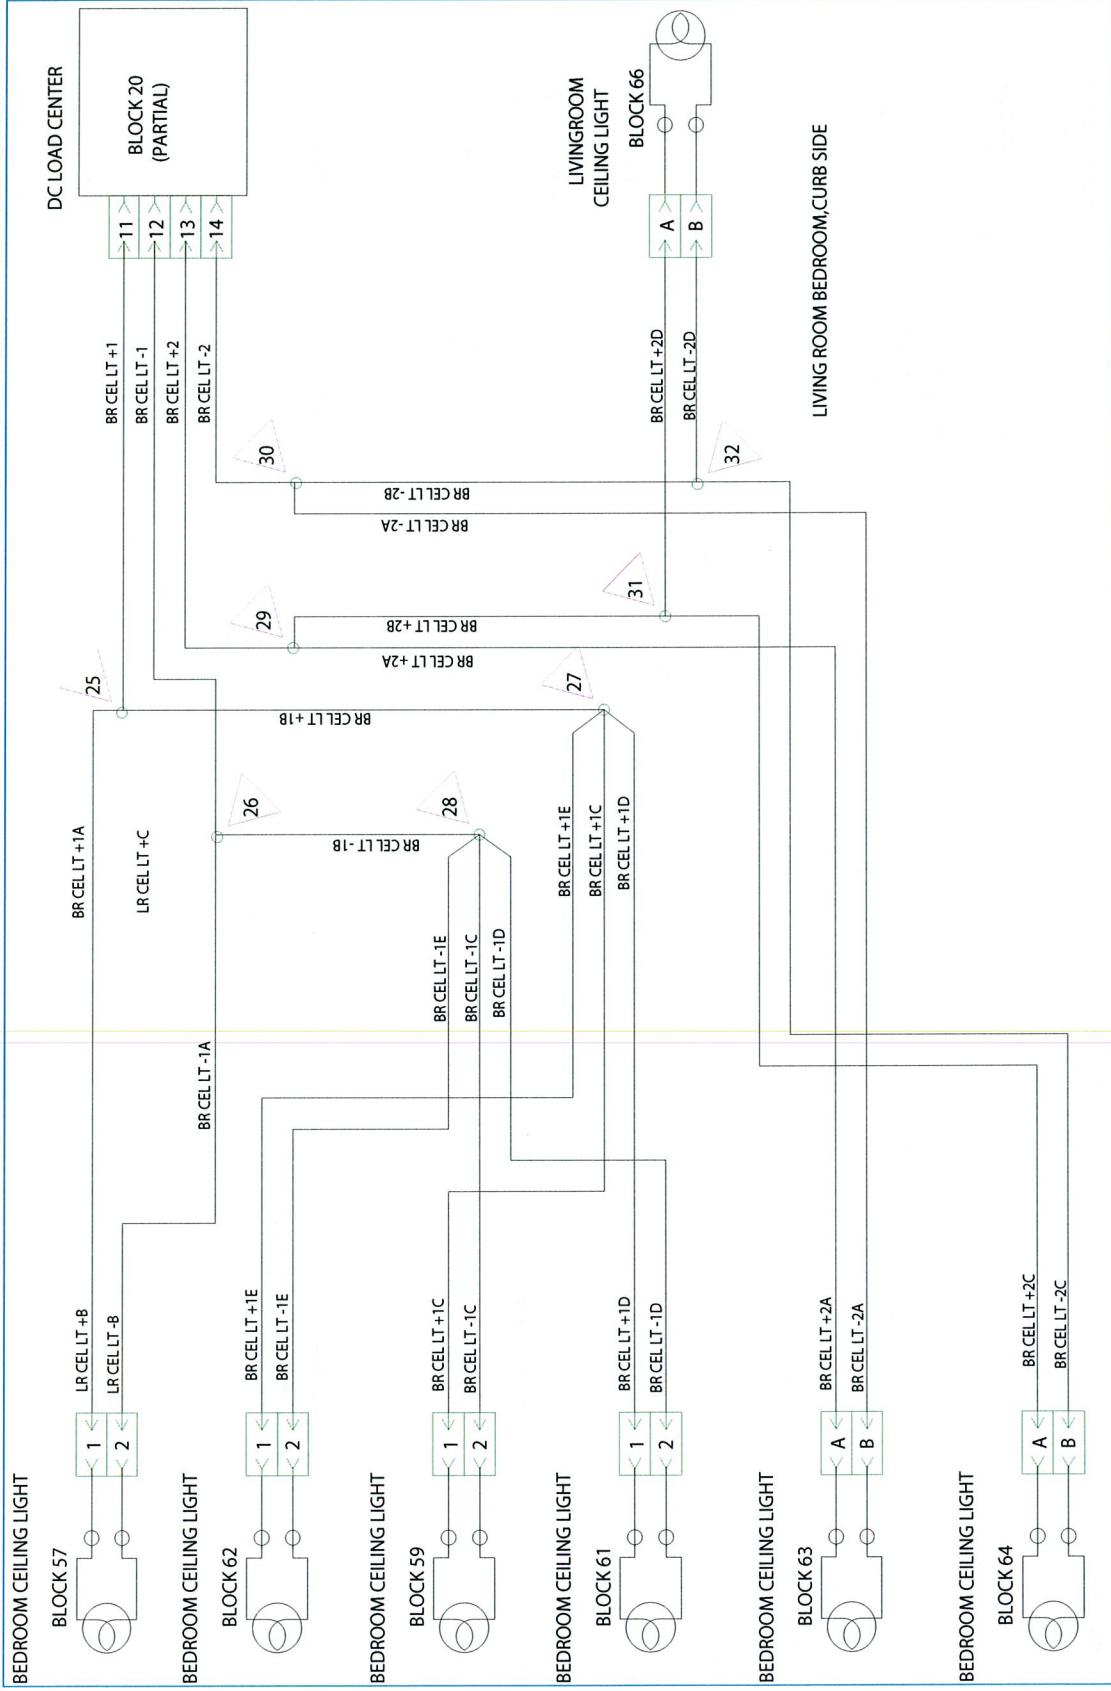 DC LOAD CENTER
BLOCK 20
(PARTIAL)
11
12
13
14
BR CEL LT +1
BR CEL LT -1
BR CEL LT +2
BR CEL LT -2
LIVINGROOM
CEILING LIGHT
BLOCK 66
A
B
BR CEL LT +2D
BR CEL LT -2D
LIVING ROOM BEDROOM,CURB SIDE
30
32
BR CEL LT -2B
BR CEL LT -2A
29
31
BR CEL LT +2B
BR CEL LT +2A
25
27
BR CEL LT +1B
26
28
BR CEL LT -1B
BR CEL LT +1A
LR CEL LT +C
BR CEL LT -1A
BR CEL LT -1E
BR CEL LT -1C
BR CEL LT -1D
BR CEL LT +1E
BR CEL LT +1C
BR CEL LT +1D
LR CEL LT +B
LR CEL LT -B
BR CEL LT +1E
BR CEL LT -1E
BR CEL LT +1C
BR CEL LT -1C
BR CEL LT +1D
BR CEL LT -1D
BR CEL LT +2A
BR CEL LT -2A
BR CEL LT +2C
BR CEL LT -2C
BEDROOM CEILING LIGHT
BLOCK 57
1
2
BEDROOM CEILING LIGHT
BLOCK 62
1
2
BEDROOM CEILING LIGHT
BLOCK 59
1
2
BEDROOM CEILING LIGHT
BLOCK 61
1
2
BEDROOM CEILING LIGHT
BLOCK 63
A
B
BEDROOM CEILING LIGHT
BLOCK 64
A
B